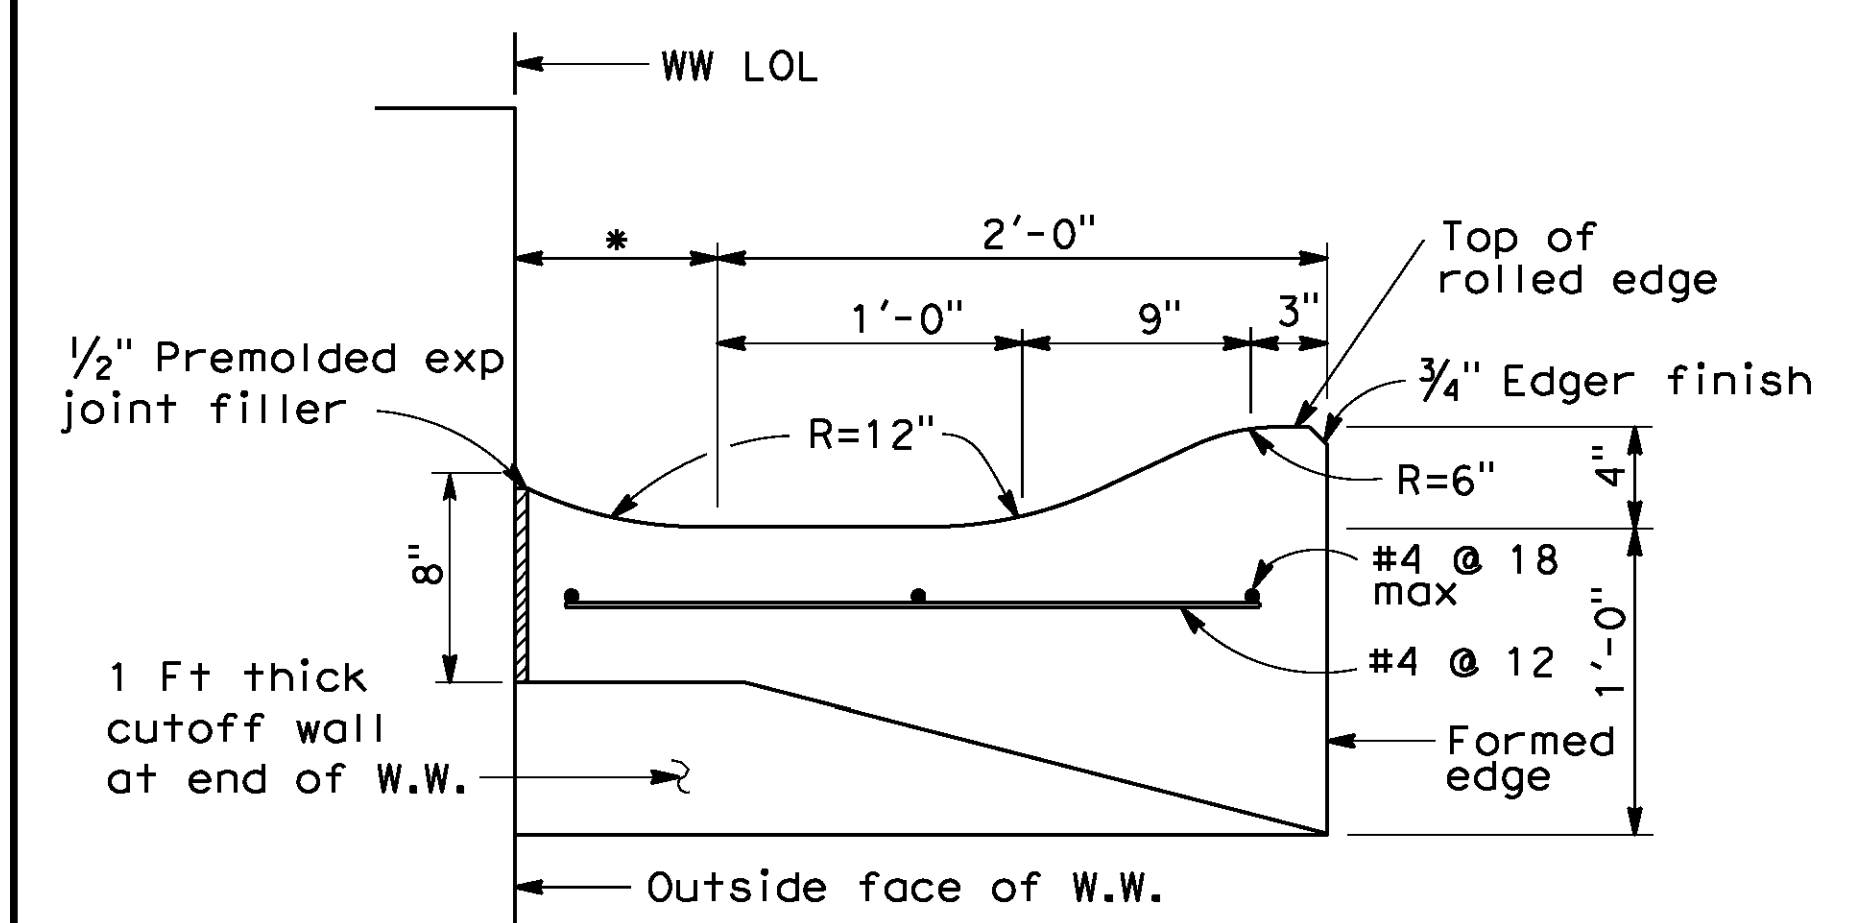 WW LOL
*
2'-0"
Top of
rolled edge
1'-0"
9"
3"
½" Premolded exp
joint filler
¾" Edger finish
R=12"
R=6"
4"
8"
#4 @ 18
max
1'-0"
#4 @ 12
1 Ft thick
cutoff wall
at end of W.W.
Formed
edge
Outside face of W.W.